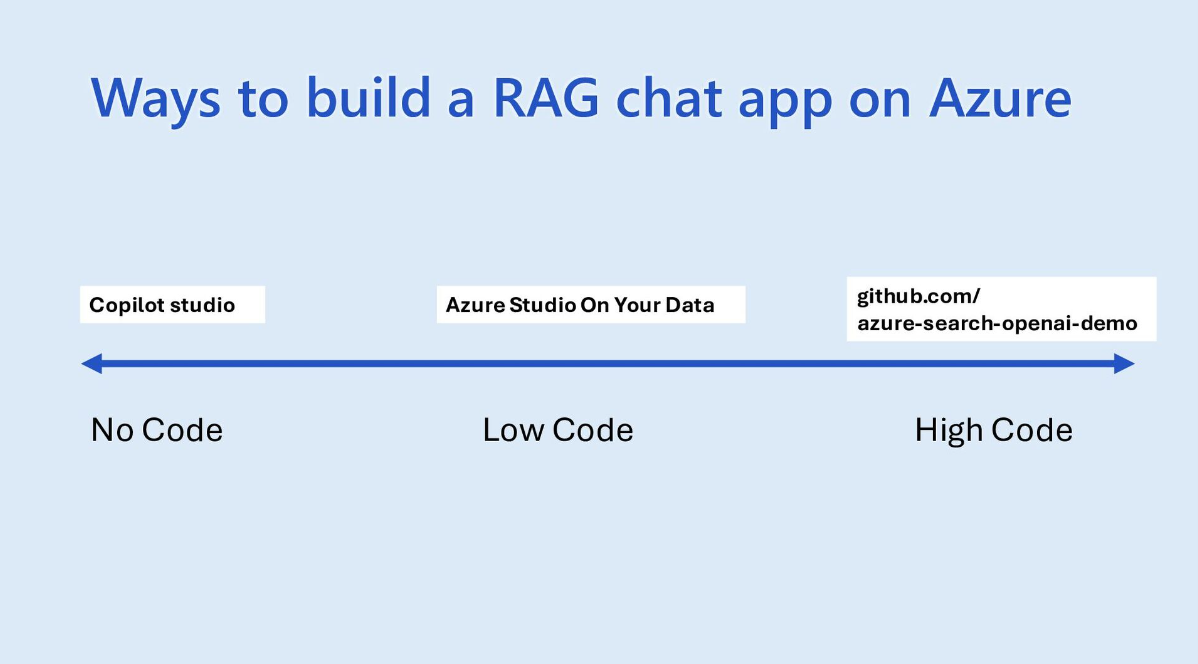 Ways to build a RAG chat app on Azure
Copilot studio
Azure Studio On Your Data
github.com/
azure-search-openai-demo
No Code
Low Code
High Code